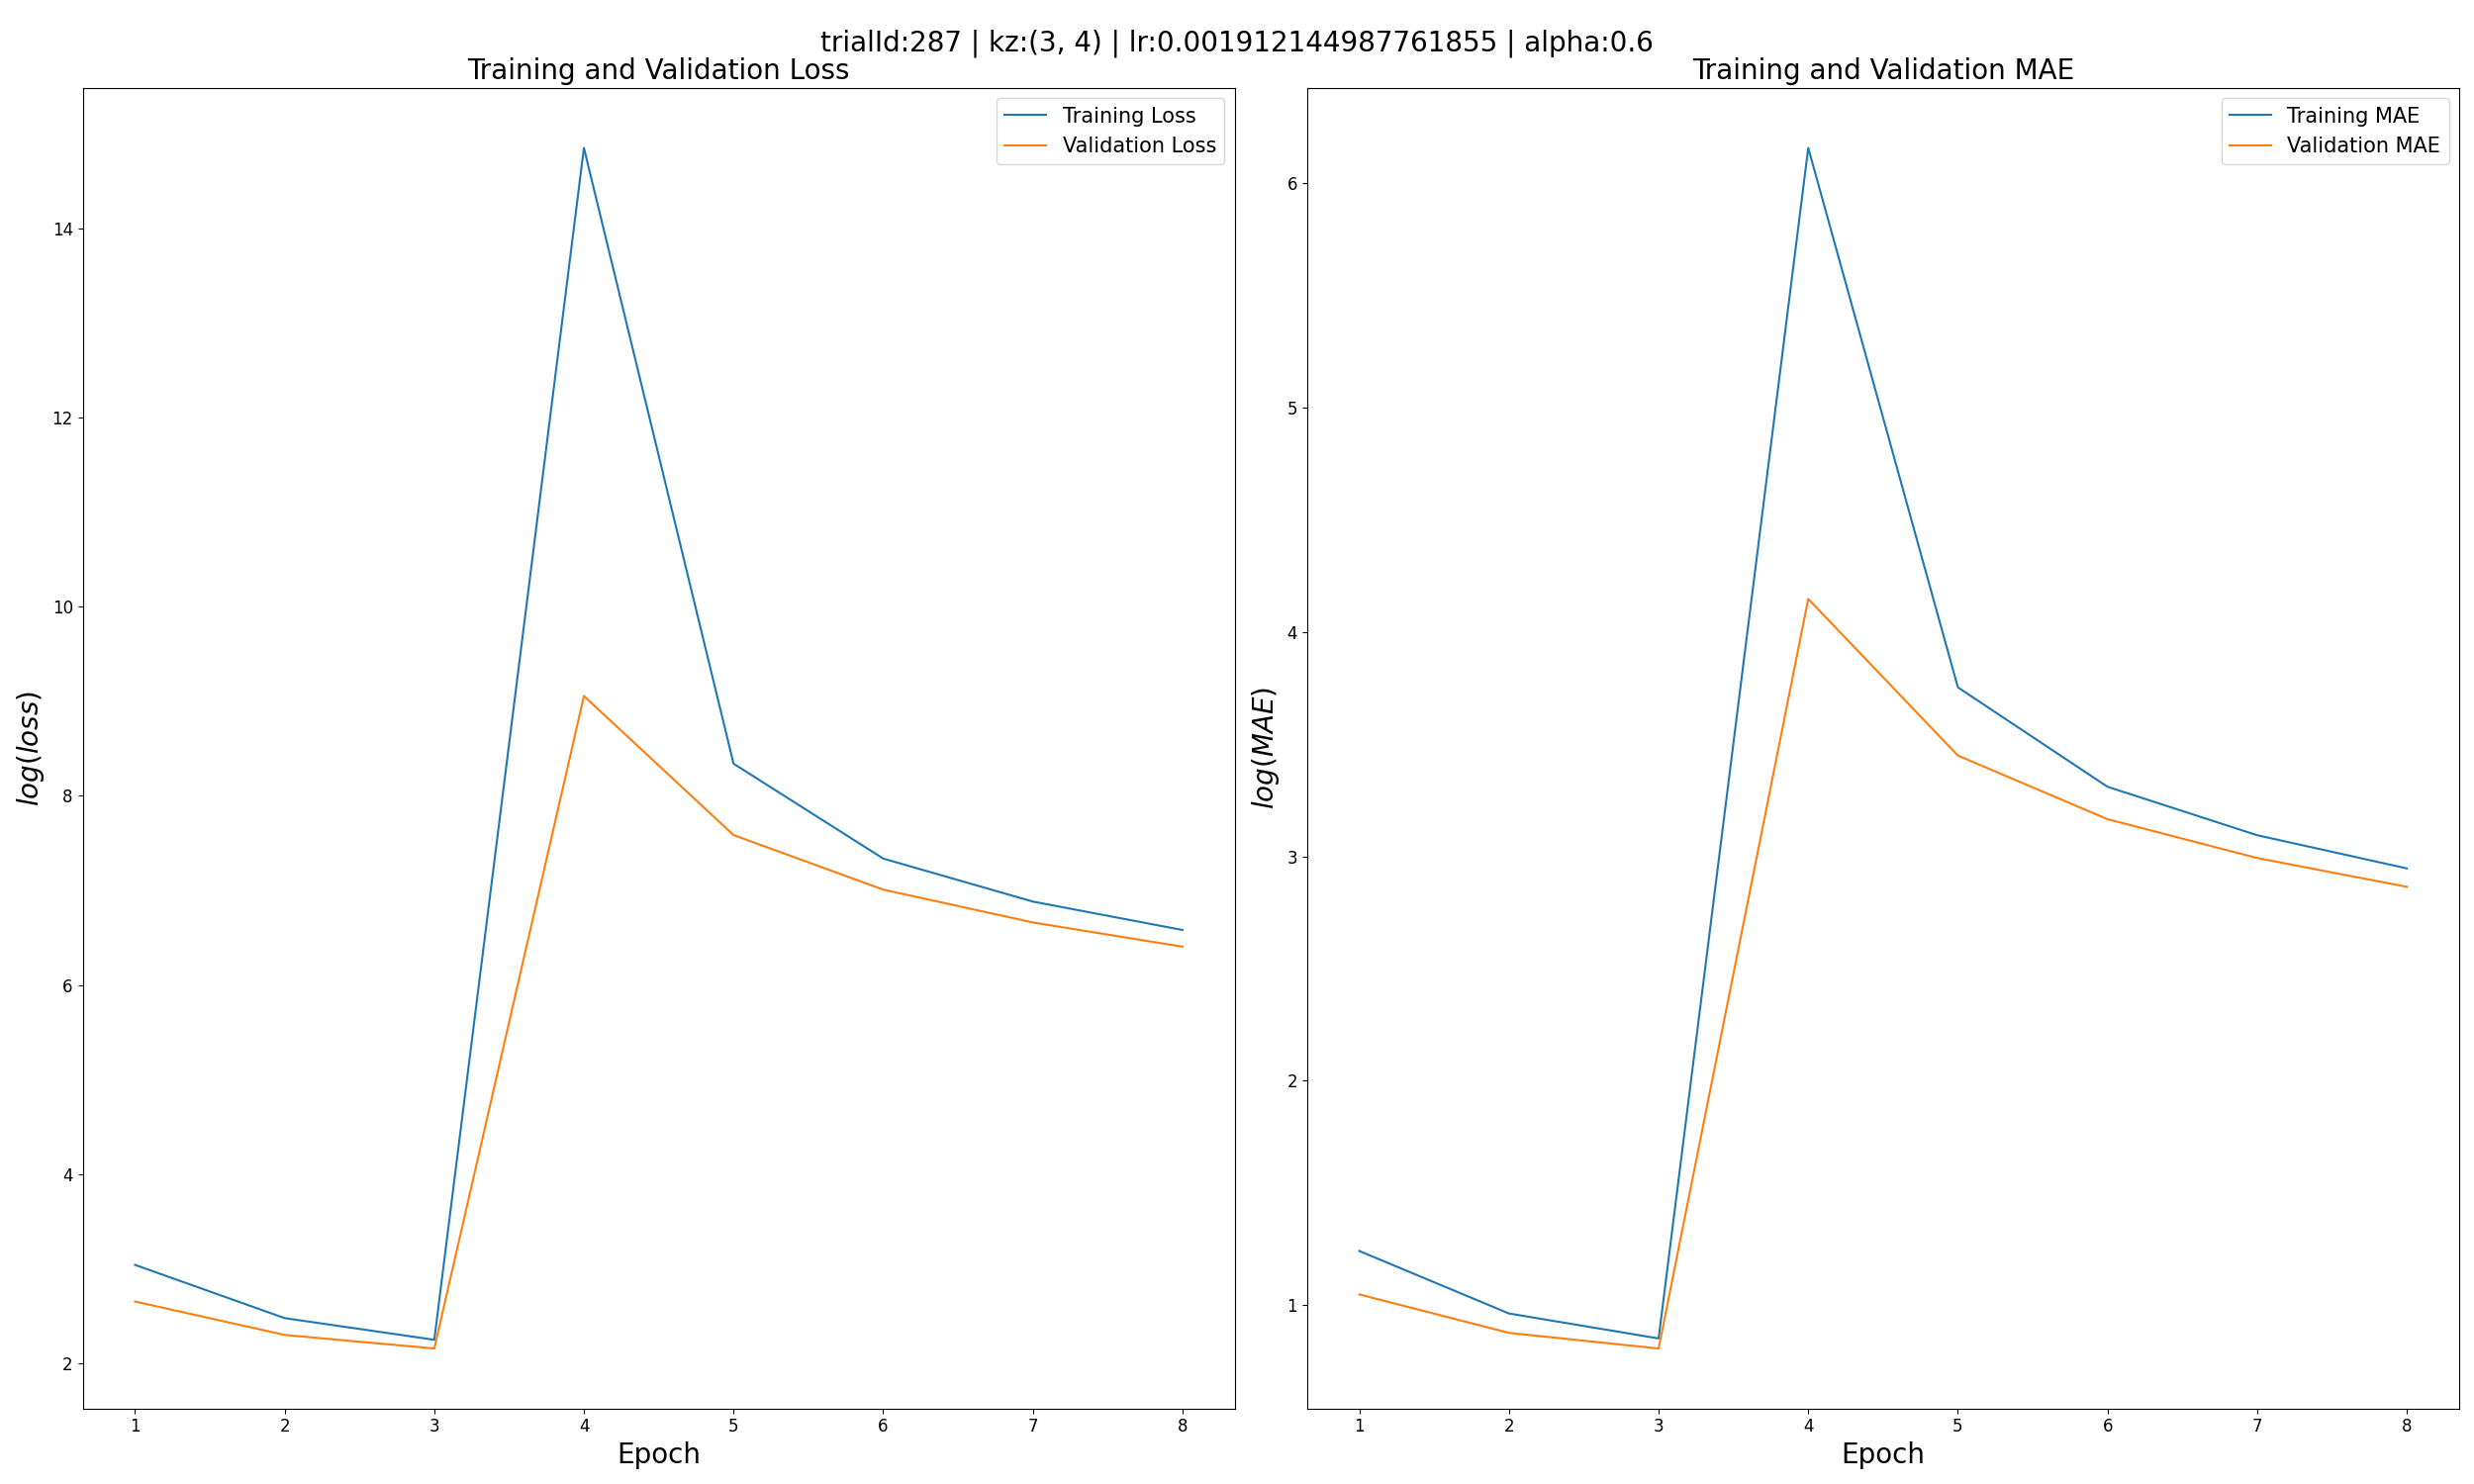 trialId:287 | kz:(3, 4) | lr:0.001912144987761855 | alpha:0.6
Training and Validation Loss
Training Loss
Validation Loss
log(loss)
14
12
10
8
6
4
2
1 2 3 4 5 6 7 8
Epoch
Training and Validation MAE
Training MAE
Validation MAE
log(MAE)
6
5
4
3
2
1
1 2 3 4 5 6 7 8
Epoch